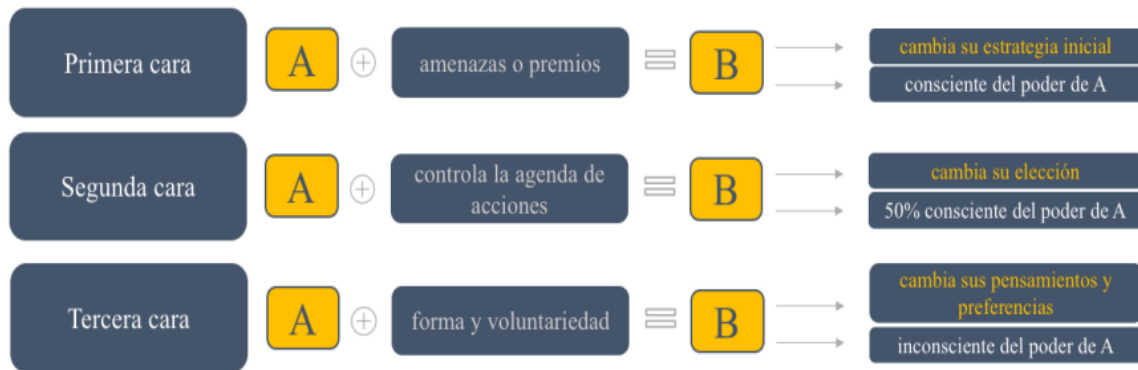 Primera cara
A
+
amenazas o premios
=
B
cambia su estrategia inicial
consciente del poder de A
Segunda cara
A
+
controla la agenda de
acciones
=
B
cambia su elección
50% consciente del poder de A
Tercera cara
A
+
forma y voluntariedad
=
B
cambia sus pensamientos y
preferencias
inconsciente del poder de A